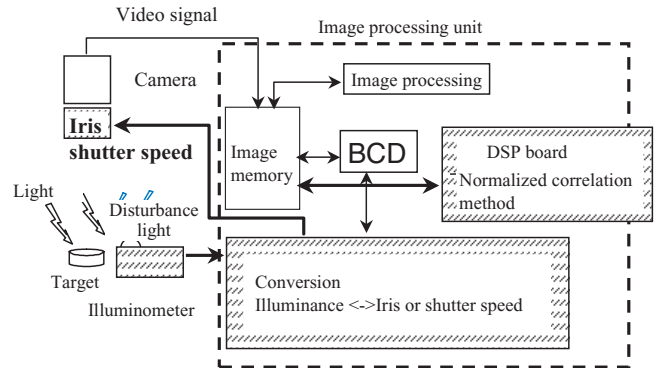 Video signal
Image processing unit
Camera
Image processing
Iris
shutter speed
Image
memory
BCD
DSP board
Normalized correlation
method
Light
Disturbance
light
Target
Illuminometer
Conversion
Illuminance <->Iris or shutter speed